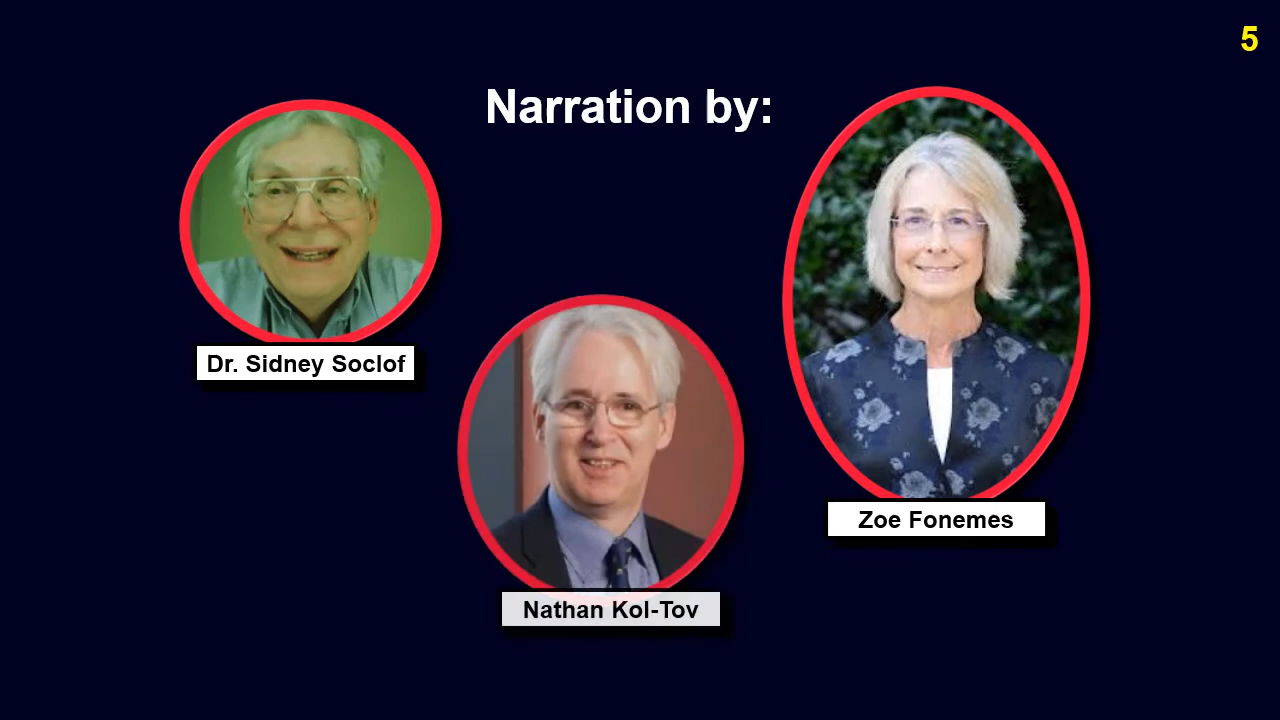 5
Narration by:
Dr. Sidney Soclof
Nathan Kol-Tov
Zoe Fonemes